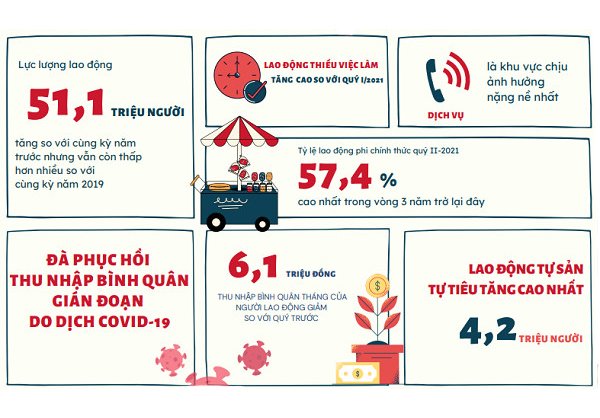 Lực lượng lao động
51,1 TRIỆU NGƯỜI
tăng so với cùng kỳ năm
trước nhưng vẫn còn thấp
hơn nhiều so với
cùng kỳ năm 2019
LAO ĐỘNG THIẾU VIỆC LÀM
TĂNG CAO SO VỚI QUÝ I/2021
là khu vực chịu
ảnh hưởng
nặng nề nhất
DỊCH VỤ
Tỷ lệ lao động phi chính thức quý II-2021
57,4 %
cao nhất trong vòng 3 năm trở lại đây
ĐÀ PHỤC HỒI
THU NHẬP BÌNH QUÂN
GIÁN ĐOẠN
DO DỊCH COVID-19
6,1 TRIỆU ĐỒNG
THU NHẬP BÌNH QUÂN THÁNG CỦA
NGƯỜI LAO ĐỘNG GIẢM
SO VỚI QUÝ TRƯỚC
$
$
LAO ĐỘNG TỰ SẢN
TỰ TIÊU TĂNG CAO NHẤT
4,2 TRIỆU NGƯỜI